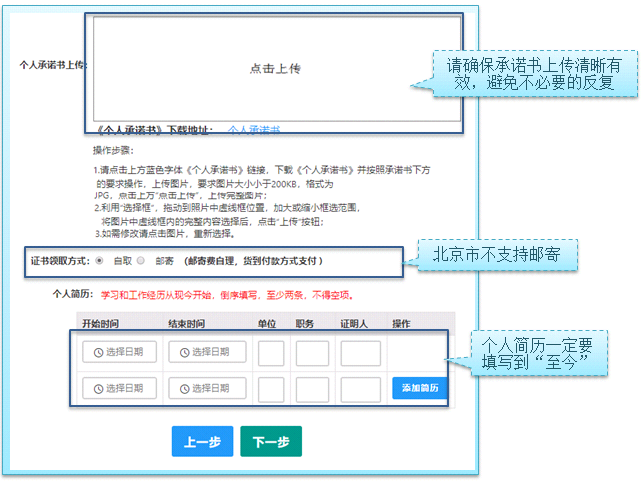 点击上传
个人承诺书上传：
请确保承诺书上传清晰有
效，避免不必要的反复
《个人承诺书》下载地址： 个人承诺书
操作步骤：
1.请点击上方蓝色字体《个人承诺书》链接，下载《个人承诺书》并按照承诺书下方
的要求操作，上传图片，要求图片大小小于200KB，格式为
JPG，点击上万"点击上传"，上传完整图片；
2.利用"选择框"，拖动到照片中虚线框位置，加大或缩小框选范围，
将图片中虚线框内的完整内容选择后，点击"上传"按钮；
3.如需修改请点击图片，重新选择。
证书领取方式： 自取 邮寄 （邮寄费自理，货到付款方式支付）
北京市不支持邮寄
个人简历： 学习和工作经历从现今开始，倒序填写，至少两条，不得空项。
开始时间 结束时间 单位 职务 证明人 操作
选择日期 选择日期
选择日期 选择日期 添加简历
个人简历一定要
填写到“至今”
上一步 下一步